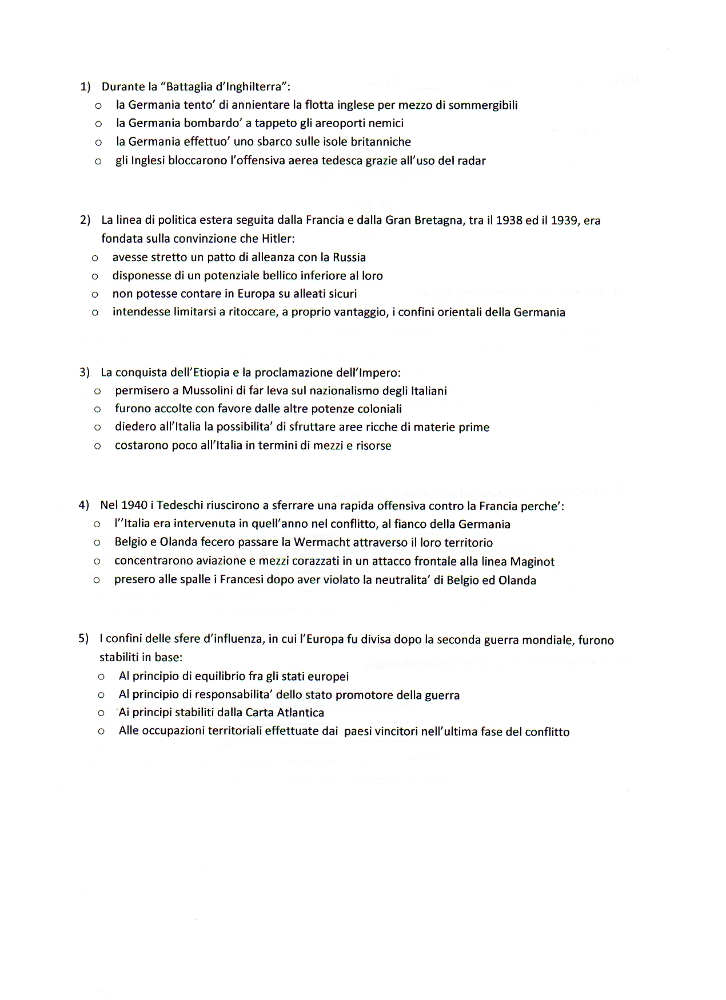 1) Durante la “Battaglia d’Inghilterra”:
o la Germania tento’ di annientare la flotta inglese per mezzo di sommergibili
o la Germania bombardo’ a tappeto gli areoporti nemici
o la Germania effettuo’ uno sbarco sulle isole britanniche
o gli Inglesi bloccarono l’offensiva aerea tedesca grazie all’uso del radar
2) La linea di politica estera seguita dalla Francia e dalla Gran Bretagna, tra il 1938 ed il 1939, era
fondata sulla convinzione che Hitler:
o avesse stretto un patto di alleanza con la Russia
o disponesse di un potenziale bellico inferiore al loro
o non potesse contare in Europa su alleati sicuri
o intendesse limitarsi a ritoccare, a proprio vantaggio, i confini orientali della Germania
3) La conquista dell’Etiopia e la proclamazione dell’Impero:
o permisero a Mussolini di far leva sul nazionalismo degli Italiani
o furono accolte con favore dalle altre potenze coloniali
o diedero all’Italia la possibilita’ di sfruttare aree ricche di materie prime
o costarono poco all’Italia in termini di mezzi e risorse
4) Nel 1940 i Tedeschi riuscirono a sferrare una rapida offensiva contro la Francia perche’:
o l’’Italia era intervenuta in quell’anno nel conflitto, al fianco della Germania
o Belgio e Olanda fecero passare la Wermacht attraverso il loro territorio
o concentrarono aviazione e mezzi corazzati in un attacco frontale alla linea Maginot
o presero alle spalle i Francesi dopo aver violato la neutralita’ di Belgio ed Olanda
5) I confini delle sfere d’influenza, in cui l’Europa fu divisa dopo la seconda guerra mondiale, furono
stabiliti in base:
o Al principio di equilibrio fra gli stati europei
o Al principio di responsabilita’ dello stato promotore della guerra
o Ai principi stabiliti dalla Carta Atlantica
o Alle occupazioni territoriali effettuate dai paesi vincitori nell’ultima fase del conflitto